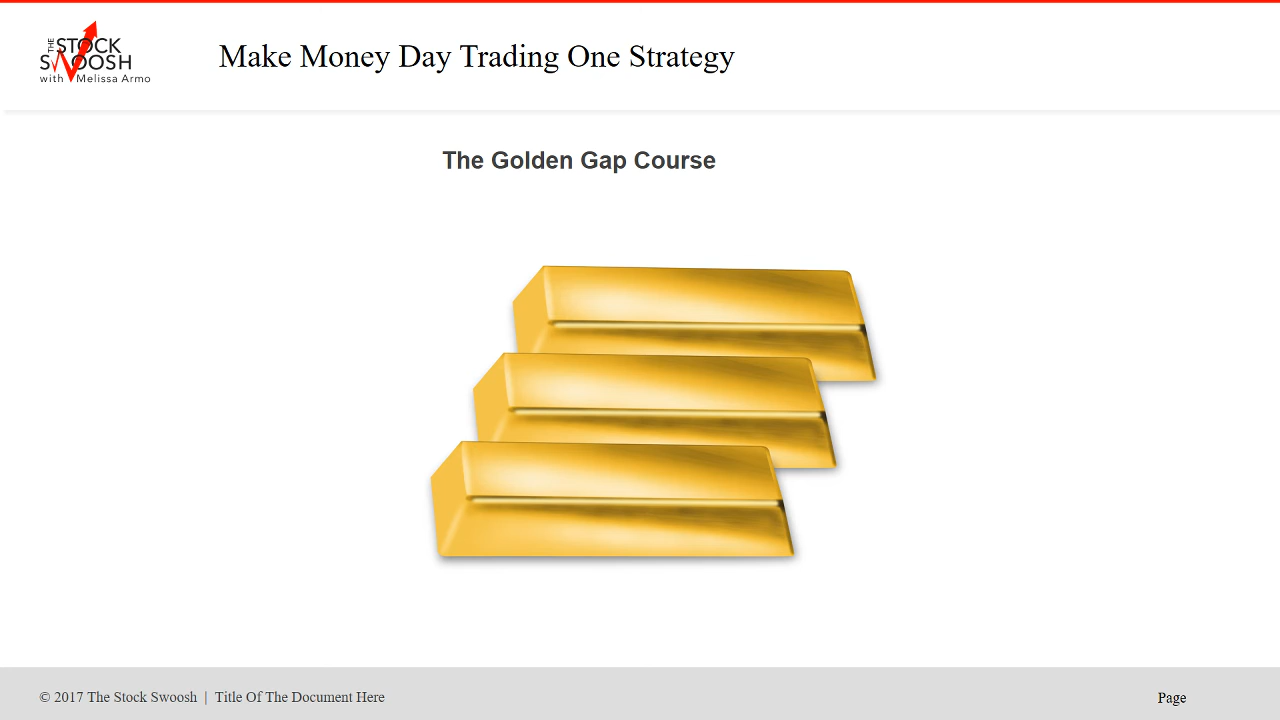 THE
STOCK
SWOOSH
with Melissa Armo
Make Money Day Trading One Strategy
The Golden Gap Course
© 2017 The Stock Swoosh | Title Of The Document Here
Page